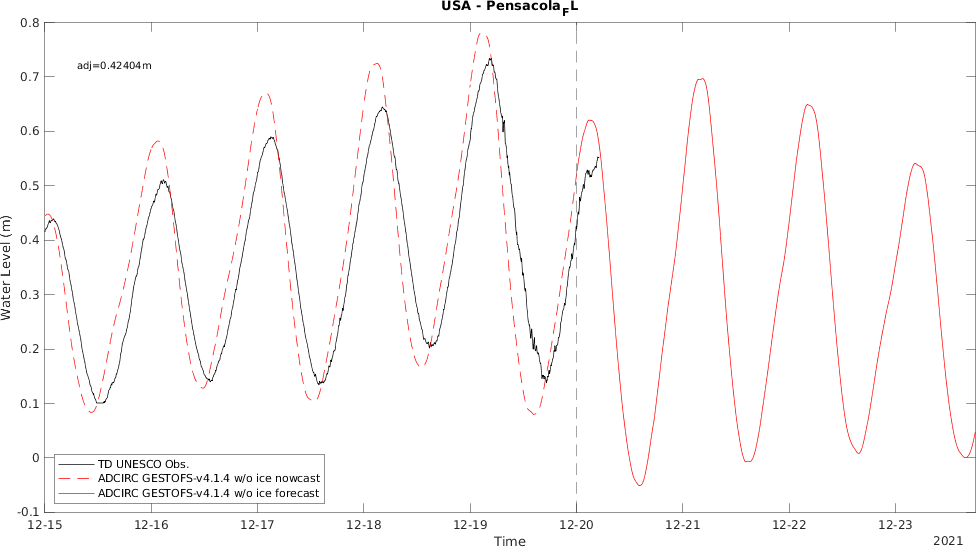 USA - Pensacola_FL
0.8
0.7
0.6
0.5
0.4
0.3
0.2
0.1
0
-0.1
Water Level (m)
adj=0.42404m
TD UNESCO Obs.
ADCIRC GESTOFS-v4.1.4 w/o ice nowcast
ADCIRC GESTOFS-v4.1.4 w/o ice forecast
12-15 12-16 12-17 12-18 12-19 12-20 12-21 12-22 12-23
Time
2021